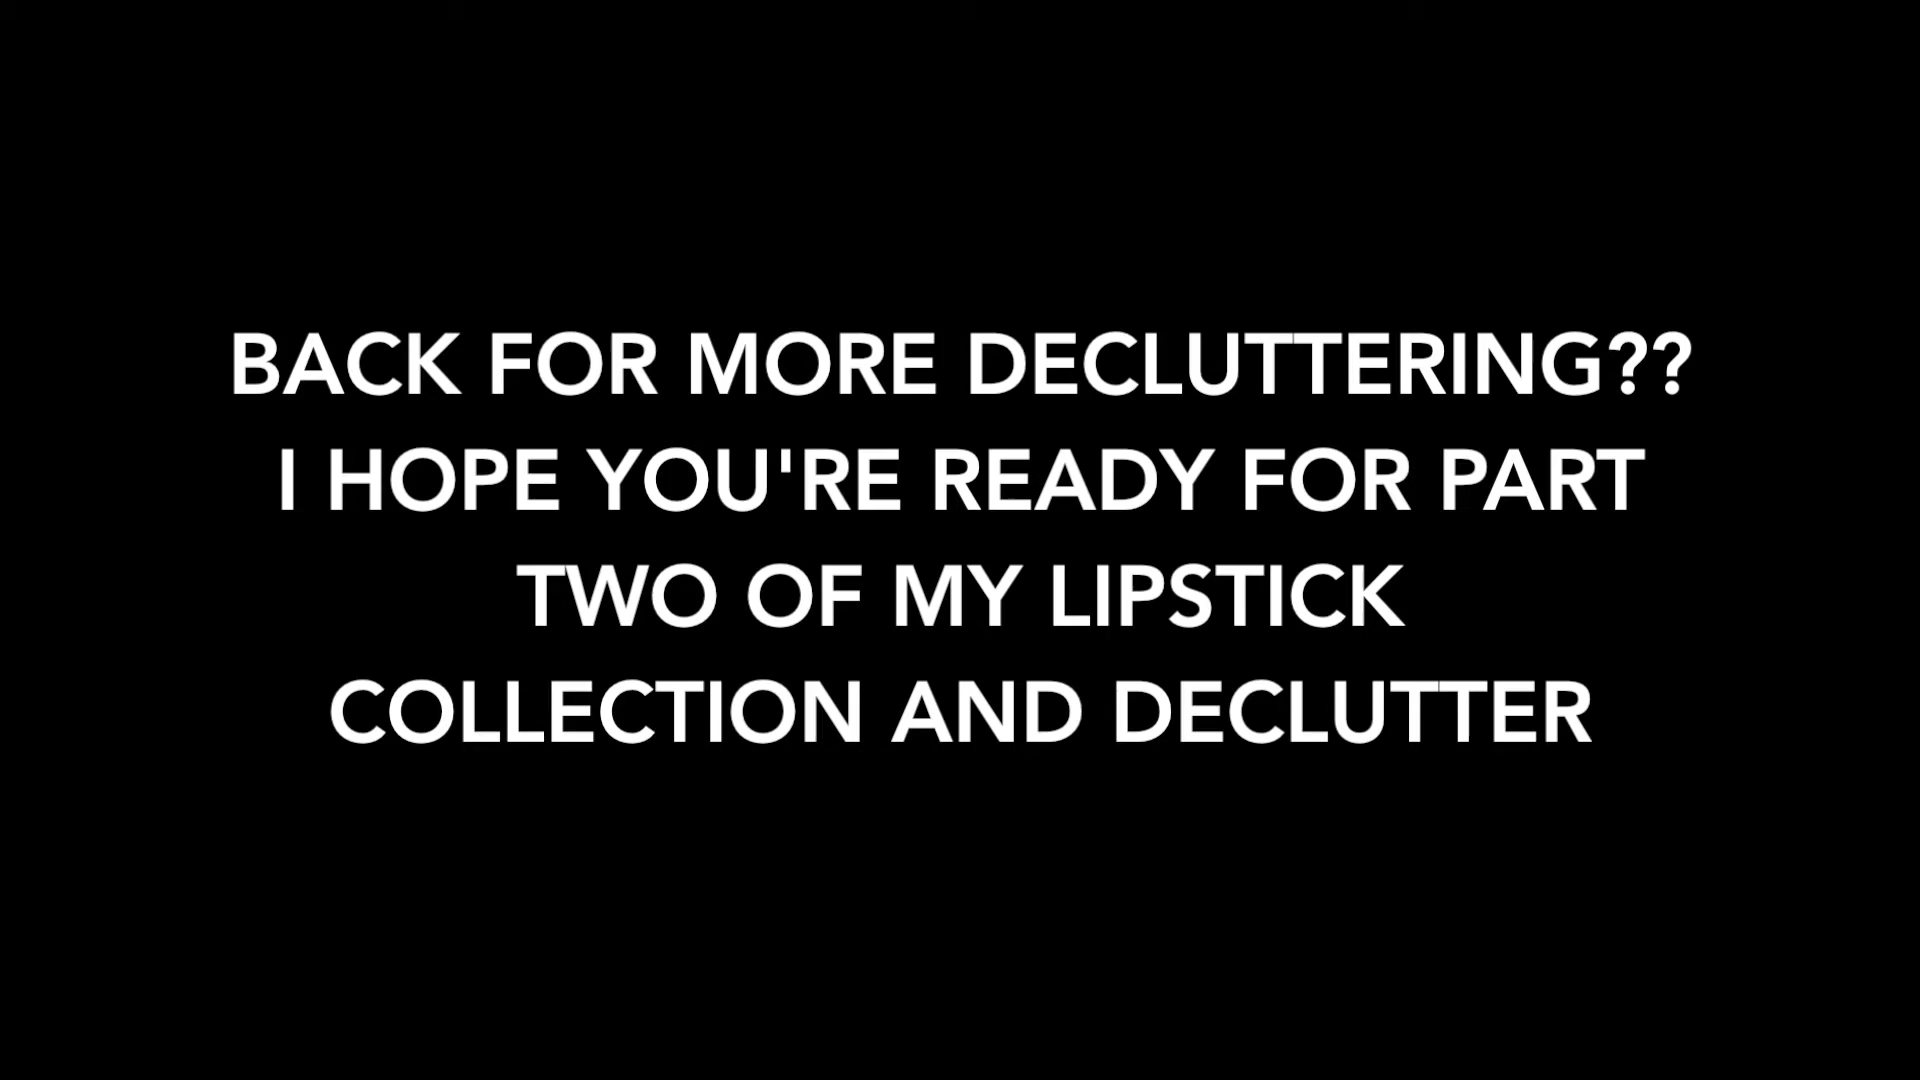 BACK FOR MORE DECLUTTERING??
I HOPE YOU'RE READY FOR PART
TWO OF MY LIPSTICK
COLLECTION AND DECLUTTER